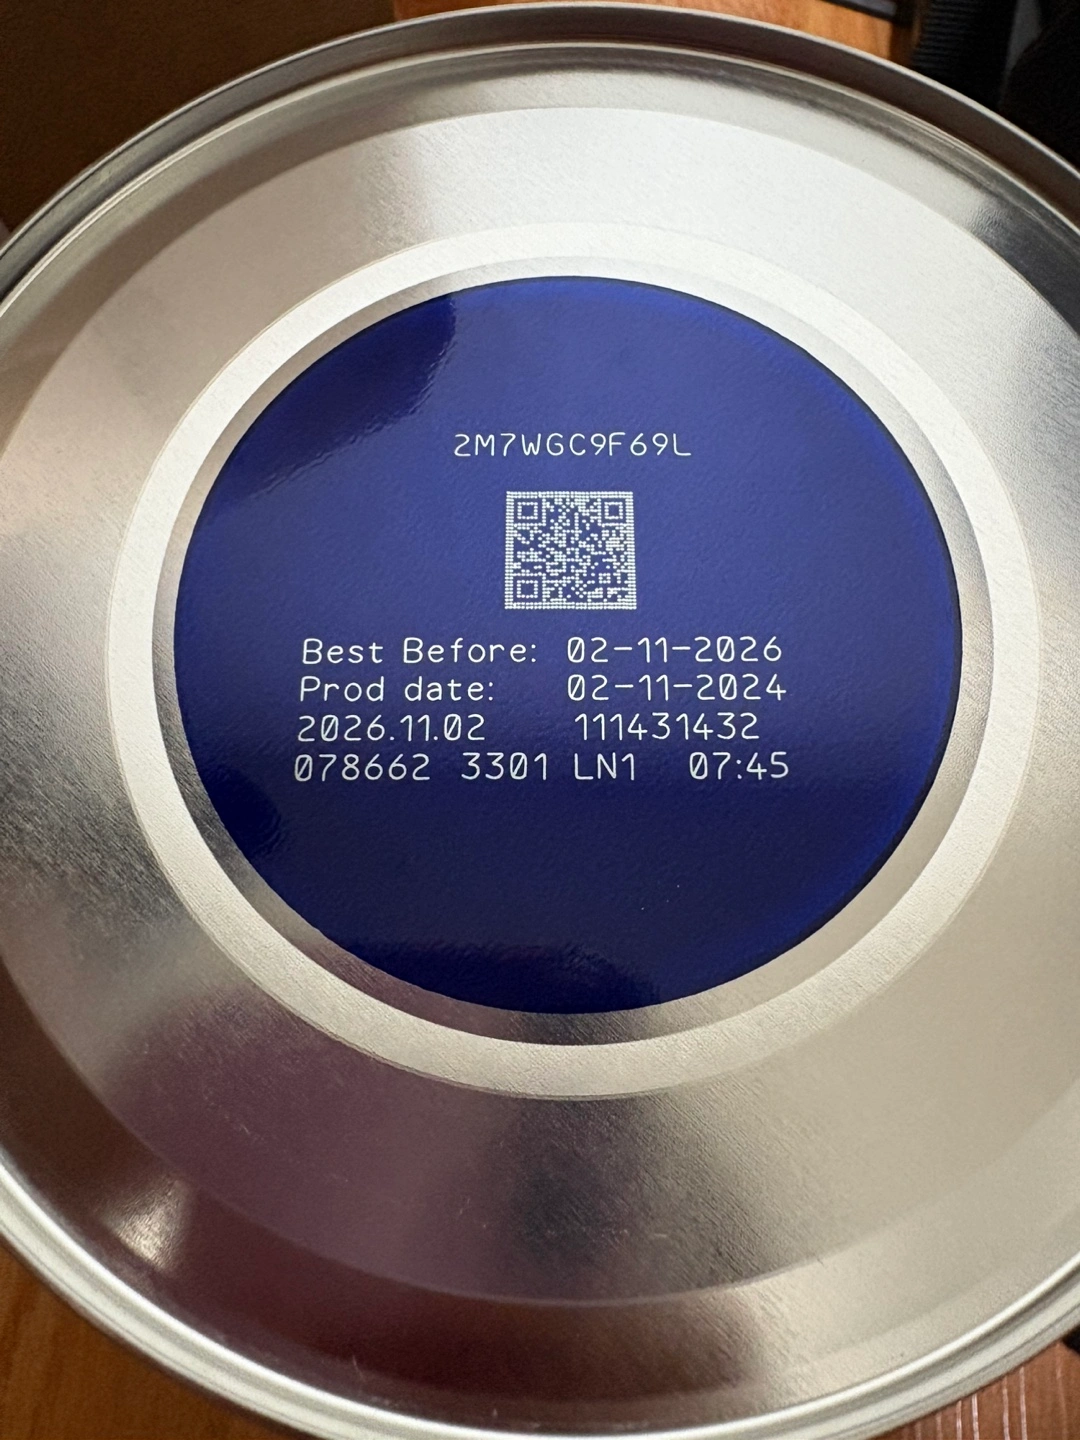 2M7WGC9F69L
Best Before: 02-11-2026
Prod date: 02-11-2024
2026.11.02 111431432
078662 3301 LN1 07:45